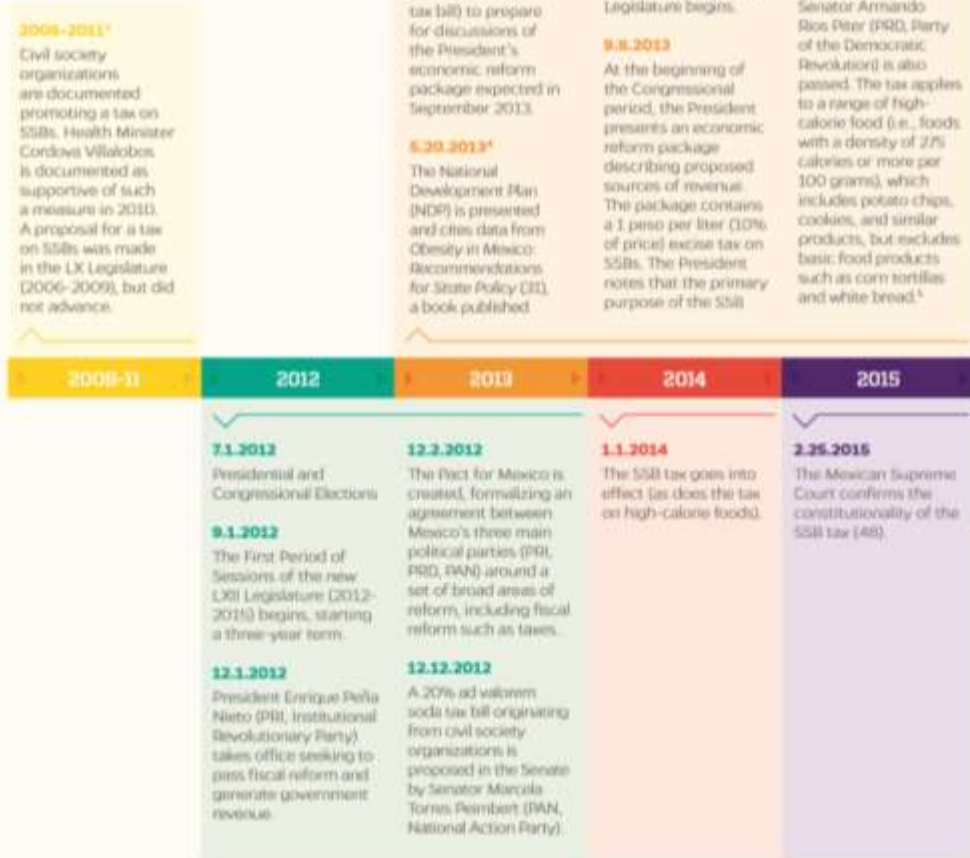 2008-2011
Civil society
organizations
are documented
promoting a tax on
SSBs. Health Minister
Cordova Villalobos
is documented as
supportive of such
a measure in 2010.
A proposal for a tax
on SSBs was made
in the LX Legislature
(2006-2009), but did
not advance.
tax bill) to prepare
for discussions of
the President's
economic reform
package expected in
September 2013.
5.20.2013⁴
The National
Development Plan
(NDP) is presented
and cites data from
Obesity in Mexico:
Recommendations
for State Policy (31),
a book published
Legislature begins.
9.8.2013
At the beginning of
the Congressional
period, the President
presents an economic
reform package
describing proposed
sources of revenue.
The package contains
a 1 peso per liter (10%
of price) excise tax on
SSBs. The President
notes that the primary
purpose of the SSB
Senator Armando
Rios Piter (PRD, Party
of the Democratic
Revolution) is also
passed. The tax applies
to a range of high-
calorie food (i.e., foods
with a density of 275
calories or more per
100 grams), which
includes potato chips,
cookies, and similar
products, but excludes
basic food products
such as corn tortillas
and white bread.⁵
2008-11
2012
2013
2014
2015
7.1.2012
Presidential and
Congressional Elections
9.1.2012
The First Period of
Sessions of the new
LXII Legislature (2012-
2015) begins, starting
a three-year term.
12.1.2012
President Enrique Peña
Nieto (PRI, Institutional
Revolutionary Party)
takes office seeking to
pass fiscal reform and
generate government
revenue.
12.2.2012
The Pact for Mexico is
created, formalizing an
agreement between
Mexico's three main
political parties (PRI,
PRD, PAN) around a
set of broad areas of
reform, including fiscal
reform such as taxes.
12.12.2012
A 20% ad valorem
soda tax bill originating
from civil society
organizations is
proposed in the Senate
by Senator Marcela
Torres Peimbert (PAN,
National Action Party).
1.1.2014
The SSB tax goes into
effect (as does the tax
on high-calorie foods).
2.25.2015
The Mexican Supreme
Court confirms the
constitutionality of the
SSB tax (48).